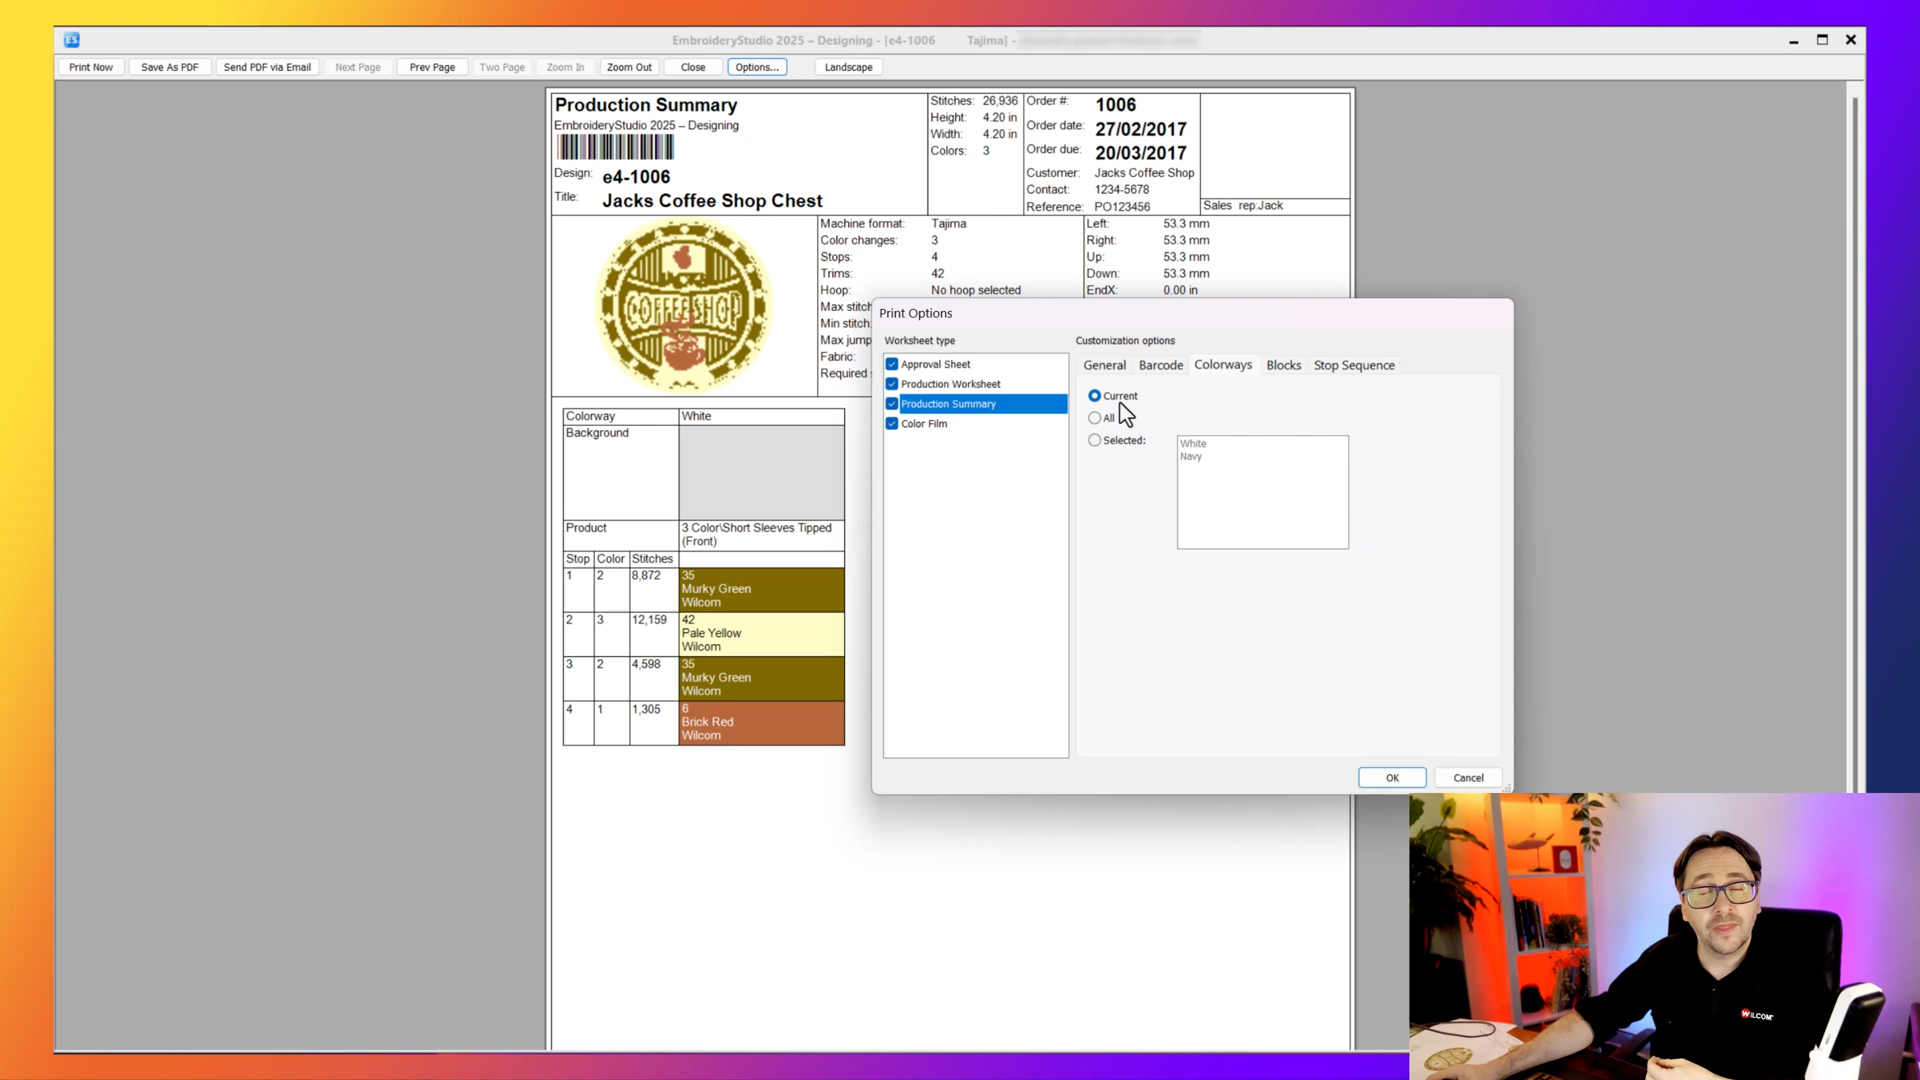 ES
EmbroideryStudio 2025 – Designing - [e4-1006 Tajima] -
Print Now
Save As PDF
Send PDF via Email
Next Page
Prev Page
Two Page
Zoom In
Zoom Out
Close
Options...
Landscape
Production Summary
EmbroideryStudio 2025 – Designing
Design: e4-1006
Title: Jacks Coffee Shop Chest
Stitches: 26,936
Height: 4.20 in
Width: 4.20 in
Colors: 3
Order #: 1006
Order date: 27/02/2017
Order due: 20/03/2017
Customer: Jacks Coffee Shop
Contact: 1234-5678
Reference: PO123456
Sales rep:Jack
COFFEE SHOP
Machine format: Tajima
Color changes: 3
Stops: 4
Trims: 42
Hoop: No hoop selected
Max stitch
Min stitch:
Max jump
Fabric:
Required
Left: 53.3 mm
Right: 53.3 mm
Up: 53.3 mm
Down: 53.3 mm
EndX: 0.00 in
Colorway White
Background
Product 3 Color\Short Sleeves Tipped
(Front)
Stop Color Stitches
1 2 8,872 35
Murky Green
Wilcom
2 3 12,159 42
Pale Yellow
Wilcom
3 2 4,598 35
Murky Green
Wilcom
4 1 1,305 6
Brick Red
Wilcom
Print Options
Worksheet type
Approval Sheet
Production Worksheet
Production Summary
Color Film
Customization options
General
Barcode
Colorways
Blocks
Stop Sequence
Current
All
Selected:
White
Navy
OK
Cancel
WILCOM